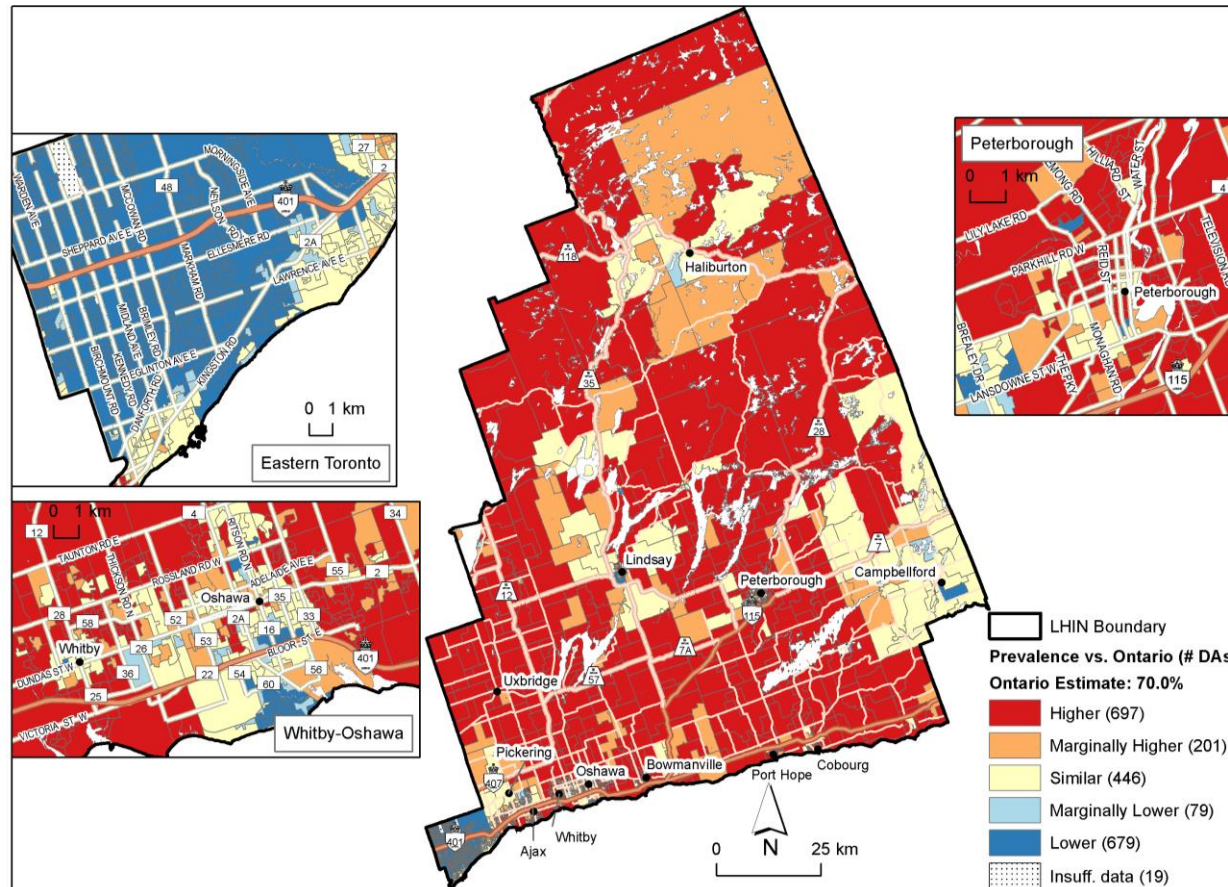 27
2
WARDEN AVE
MCCOWAN RD
48
MORNINGSIDE AVE
NEILSON RD
401
SHEPPARD AVE E
ELLESMERE RD
2A
MARKHAM RD
LAWRENCE AVE E
BIRCHMOUNT RD
KENNEDY RD
MIDLAND AVE
BRIMLEY RD
EGLINTON AVE E
DANFORTH RD
KINGSTON RD
0 1 km
Eastern Toronto
0 1 km
12
4
34
TAUNTON RD E
THICKSON RD N
RITSON RD N
ROSSLAND RD W
ADELAIDE AVE E
55
2
28
58
Oshawa
35
52
2A
33
Whitby
26
53
16
BLOOR ST E
401
DUNDAS ST W
36
22
54
56
60
25
VICTORIA ST W
Whitby-Oshawa
118
Haliburton
35
28
Lindsay
7
12
Peterborough
Campbellford
115
7A
57
Uxbridge
Pickering
407
Oshawa
Bowmanville
Port Hope
Cobourg
401
Ajax
Whitby
N
0 25 km
Peterborough
0 1 km
HILLIARD ST
WATER ST
4
LILY LAKE RD
TELEVISION RD
PARKHILL RD W
REID ST
Peterborough
BREALEY DR
MONAGHAN RD
THE PKY
LANSDOWNE ST W
115
LHIN Boundary
Prevalence vs. Ontario (# DAs
Ontario Estimate: 70.0%
Higher (697)
Marginally Higher (201)
Similar (446)
Marginally Lower (79)
Lower (679)
Insuff. data (19)